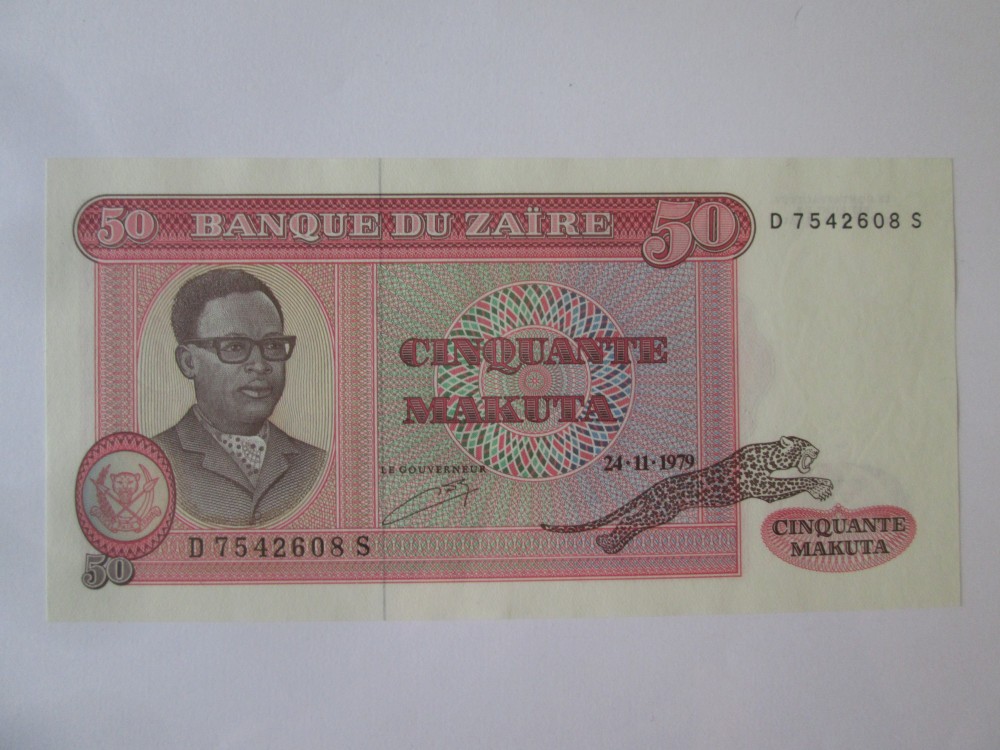 50 BANQUE DU ZAÏRE 50
D 7542608 S
CINQUANTE
MAKUTA
LE GOUVERNEUR
24·11·1979
D 7542608 S
CINQUANTE
MAKUTA
50